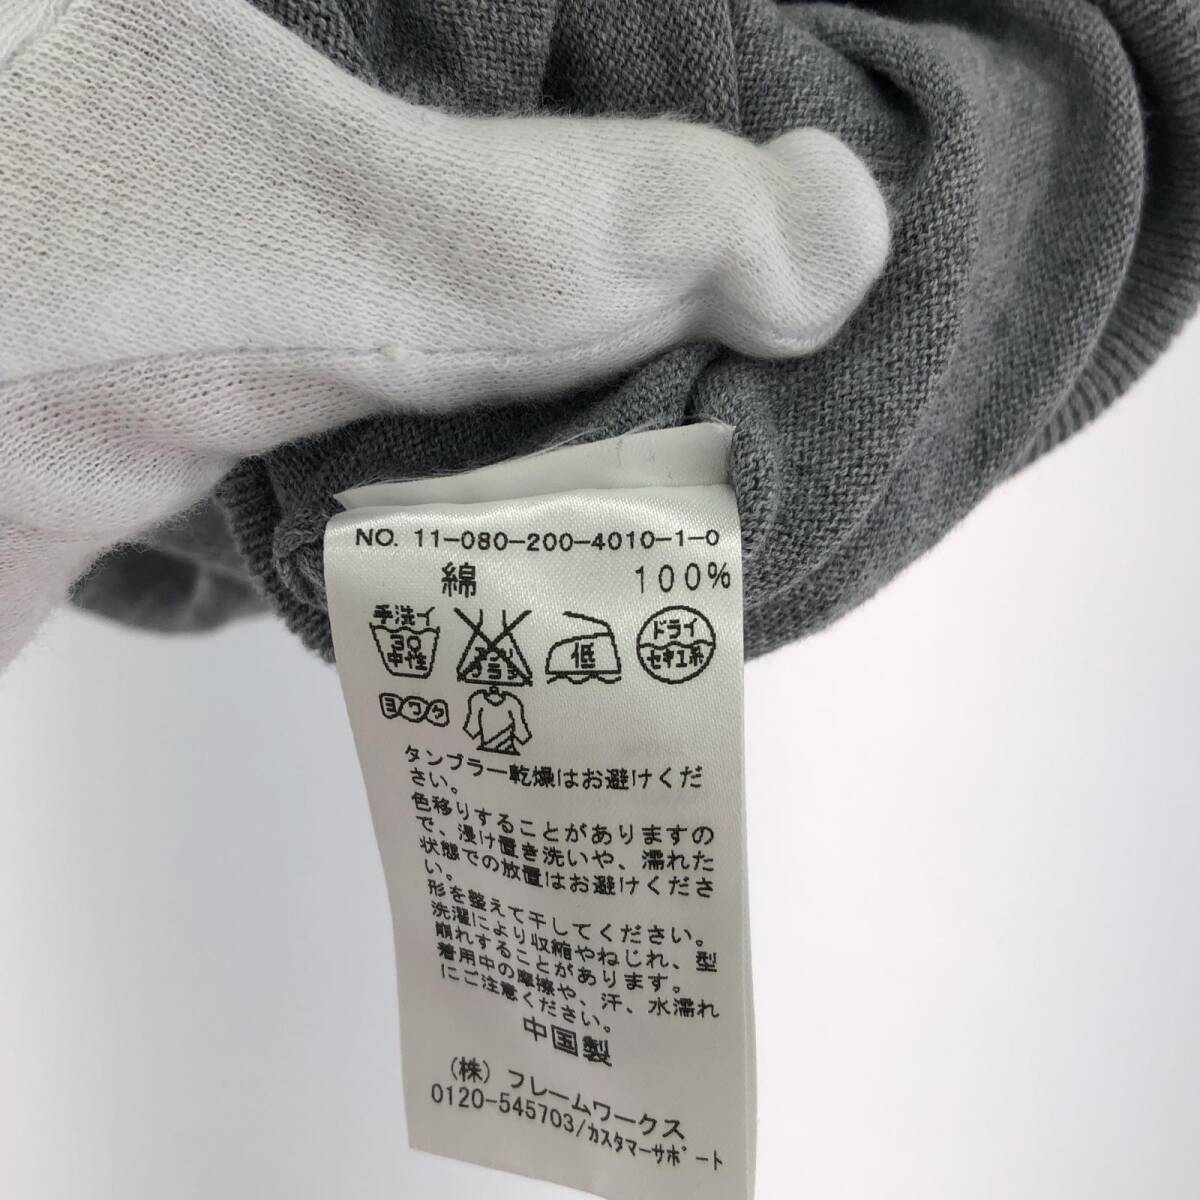 NO. 11-080-200-4010-1-0
綿 100%
手洗イ
30
中性
エンソ
サラシ
低
ドライ
セキユ系
ヨワク
タンブラー乾燥はお避けくだ
さい。
色移りすることがありますの
で、浸け置き洗いや、濡れた
状態での放置はお避けくださ
い。
形を整えて干してください。
洗濯により収縮やねじれ、型
崩れすることがあります。
着用中の摩擦や、汗、水濡れ
にご注意ください。
中国製
(株) フレームワークス
0120-545703/カスタマーサポート